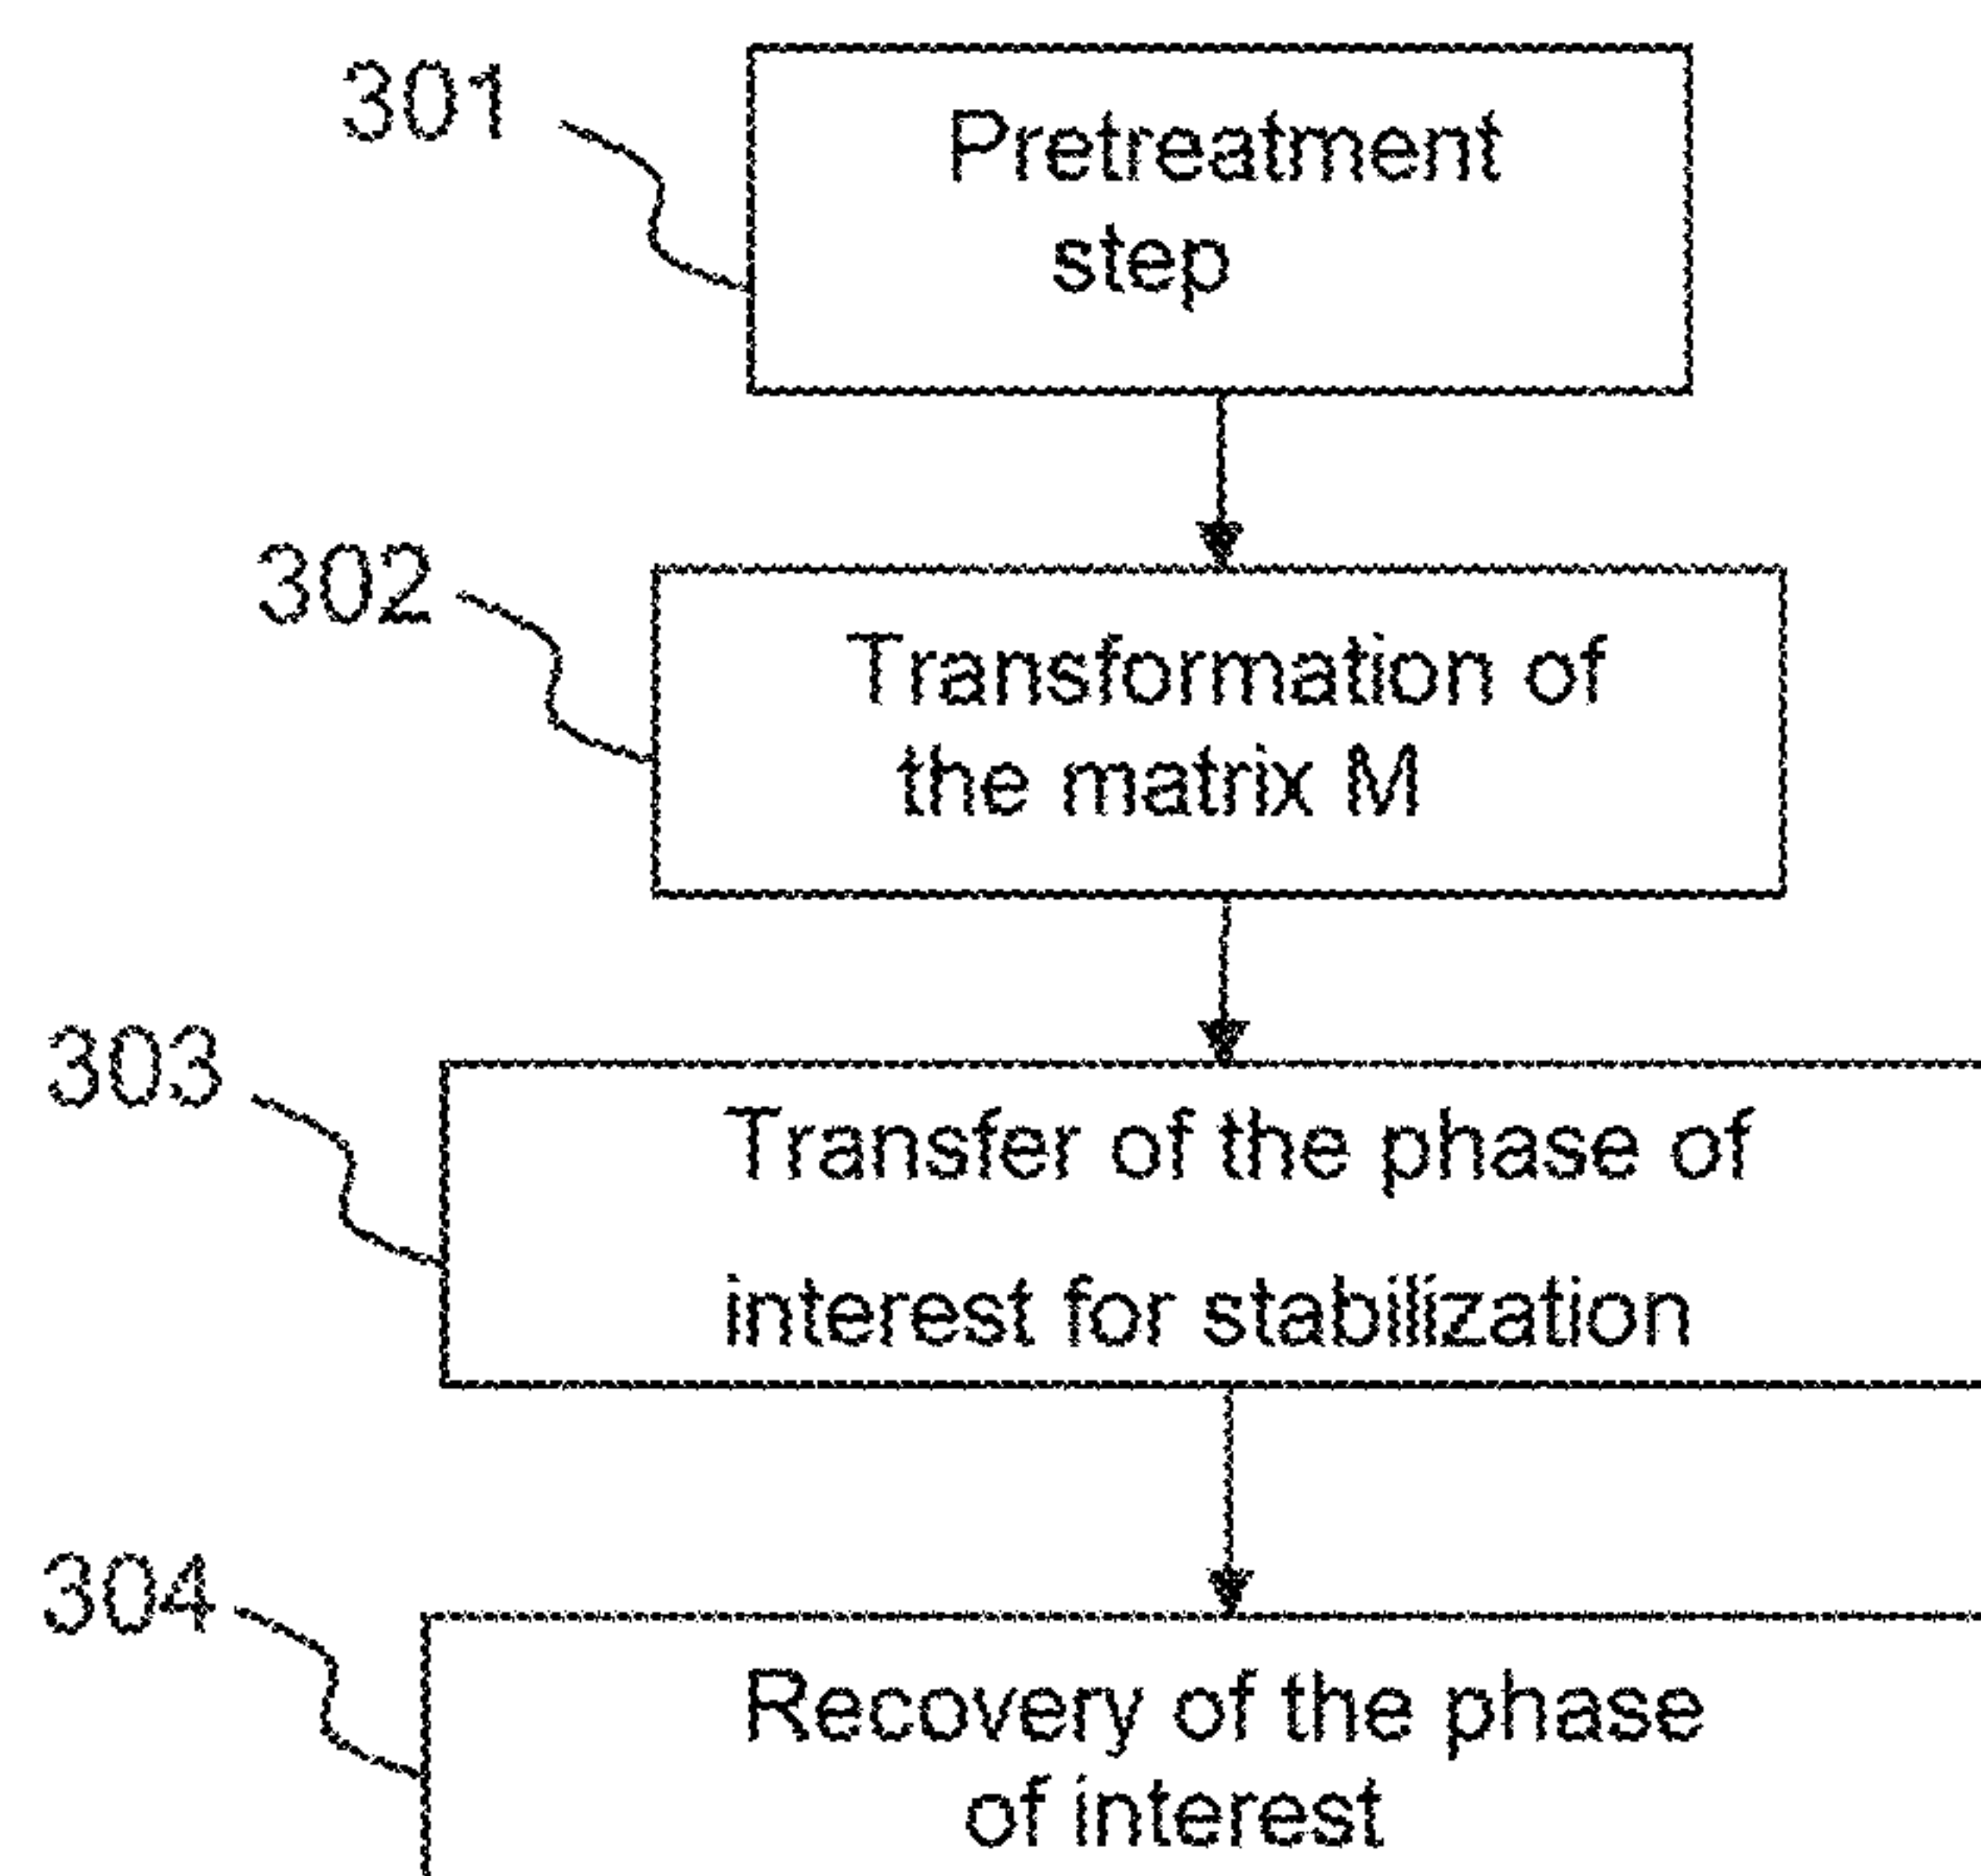 301
Pretreatment
step
302
Transformation of
the matrix M
303
Transfer of the phase of
interest for stabilization
304
Recovery of the phase
of interest